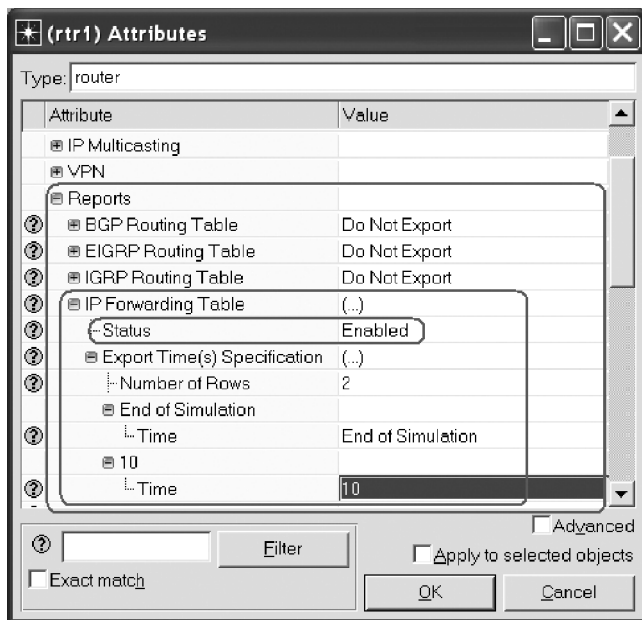 (rtr1) Attributes
Type: router
Attribute Value
IP Multicasting
VPN
Reports
BGP Routing Table Do Not Export
EIGRP Routing Table Do Not Export
IGRP Routing Table Do Not Export
IP Forwarding Table (...)
Status Enabled
Export Time(s) Specification (...)
Number of Rows 2
End of Simulation
Time End of Simulation
10
Time 10
Advanced
Filter
Apply to selected objects
Exact match
OK Cancel